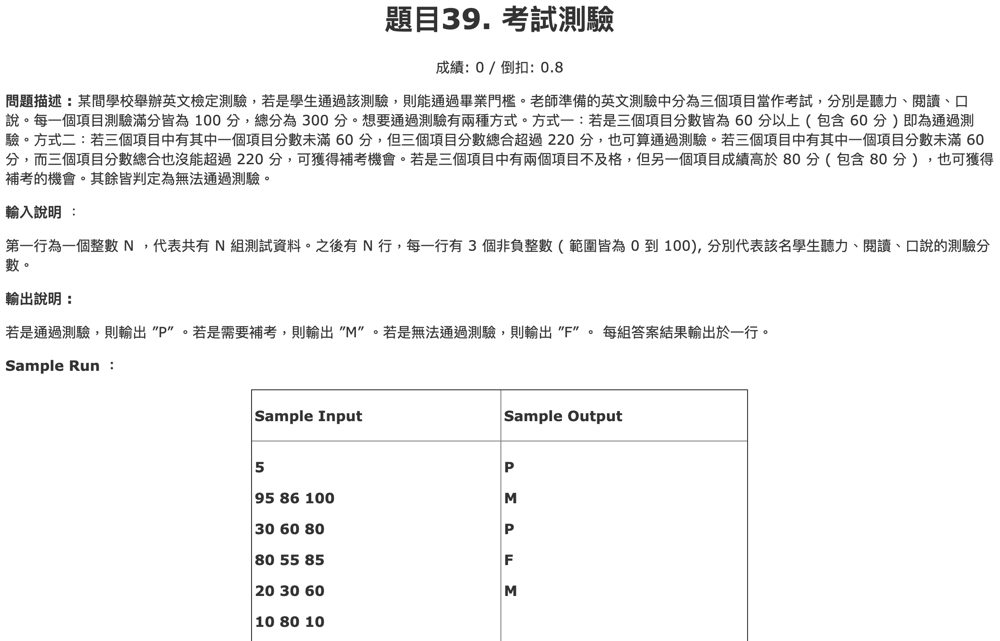 題目39. 考試測驗
成績: 0 / 倒扣: 0.8
問題描述 : 某間學校舉辦英文檢定測驗，若是學生通過該測驗，則能通過畢業門檻。老師準備的英文測驗中分為三個項目當作考試，分別是聽力、閱讀、口
說。每一個項目測驗滿分皆為 100 分，總分為 300 分。想要通過測驗有兩種方式。方式一：若是三個項目分數皆為 60 分以上 ( 包含 60 分 ) 即為通過測
驗。方式二：若三個項目中有其中一個項目分數未滿 60 分，但三個項目分數總合超過 220 分，也可算通過測驗。若三個項目中有其中一個項目分數未滿 60
分，而三個項目分數總合也沒能超過 220 分，可獲得補考機會。若是三個項目中有兩個項目不及格，但另一個項目成績高於 80 分 ( 包含 80 分 ) ，也可獲得
補考的機會。其餘皆判定為無法通過測驗。
輸入說明 ：
第一行為一個整數 N ，代表共有 N 組測試資料。之後有 N 行，每一行有 3 個非負整數 ( 範圍皆為 0 到 100), 分別代表該名學生聽力、閱讀、口說的測驗分
數。
輸出說明 :
若是通過測驗，則輸出 ”P” 。若是需要補考，則輸出 ”M” 。若是無法通過測驗，則輸出 ”F” 。 每組答案結果輸出於一行。
Sample Run ：
Sample Input
Sample Output
5
95 86 100
30 60 80
80 55 85
20 30 60
10 80 10
P
M
P
F
M